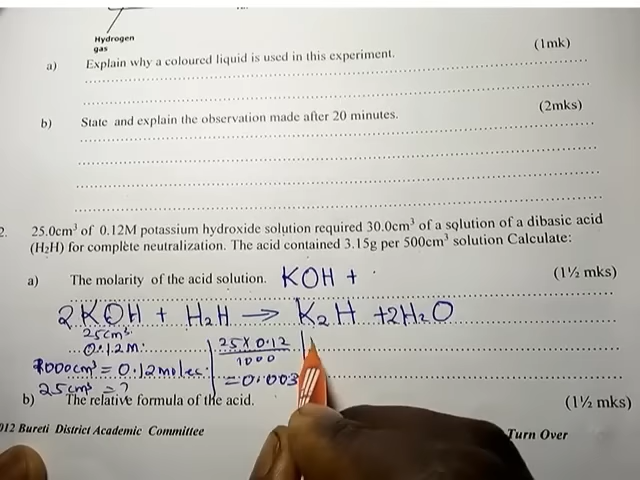 Hydrogen
gas
a) Explain why a coloured liquid is used in this experiment. (1mk)
b) State and explain the observation made after 20 minutes. (2mks)
2. 25.0cm³ of 0.12M potassium hydroxide solution required 30.0cm³ of a solution of a dibasic acid
(H₂H) for complete neutralization. The acid contained 3.15g per 500cm³ solution Calculate:
a) The molarity of the acid solution. KOH + (1½ mks)
2KOH + H₂H → K₂H + 2H₂O
25cm³
0.12M.
1000cm³ = 0.12moles
25cm³ = ?
25 x 0.12
1000
= 0.003
b) The relative formula of the acid. (1½ mks)
012 Bureti District Academic Committee Turn Over